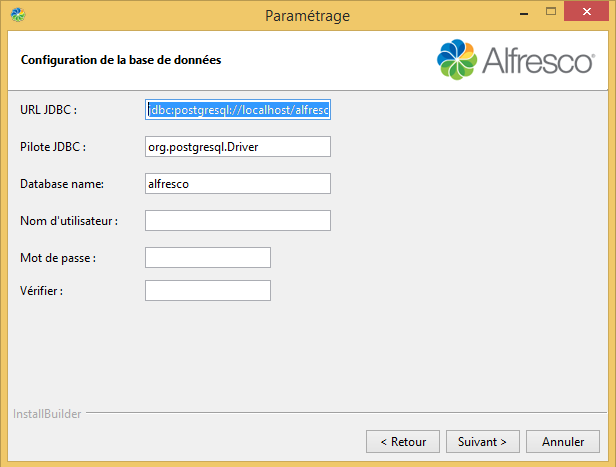 Paramétrage
Configuration de la base de données
Alfresco
URL JDBC :
jdbc:postgresql://localhost/alfresc
Pilote JDBC :
org.postgresql.Driver
Database name:
alfresco
Nom d'utilisateur :
Mot de passe :
Vérifier :
InstallBuilder
< Retour
Suivant >
Annuler